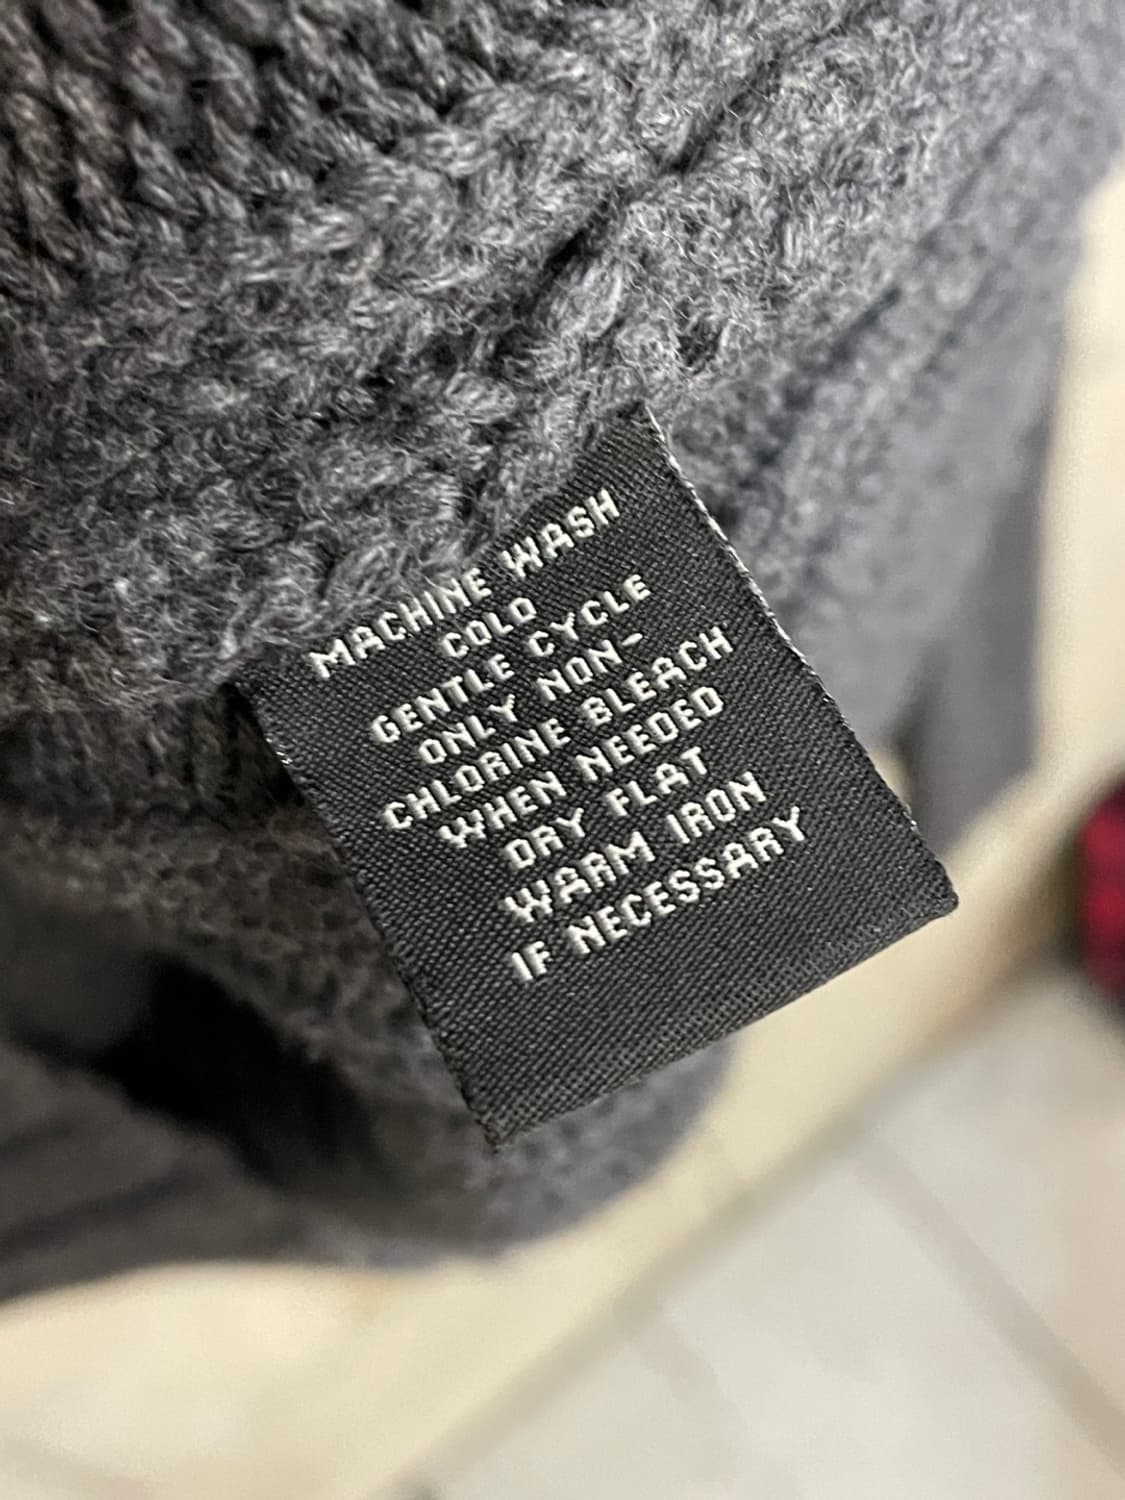 MACHINE WASH
COLD
GENTLE CYCLE
ONLY NON-
CHLORINE BLEACH
WHEN NEEDED
DRY FLAT
WARM IRON
IF NECESSARY